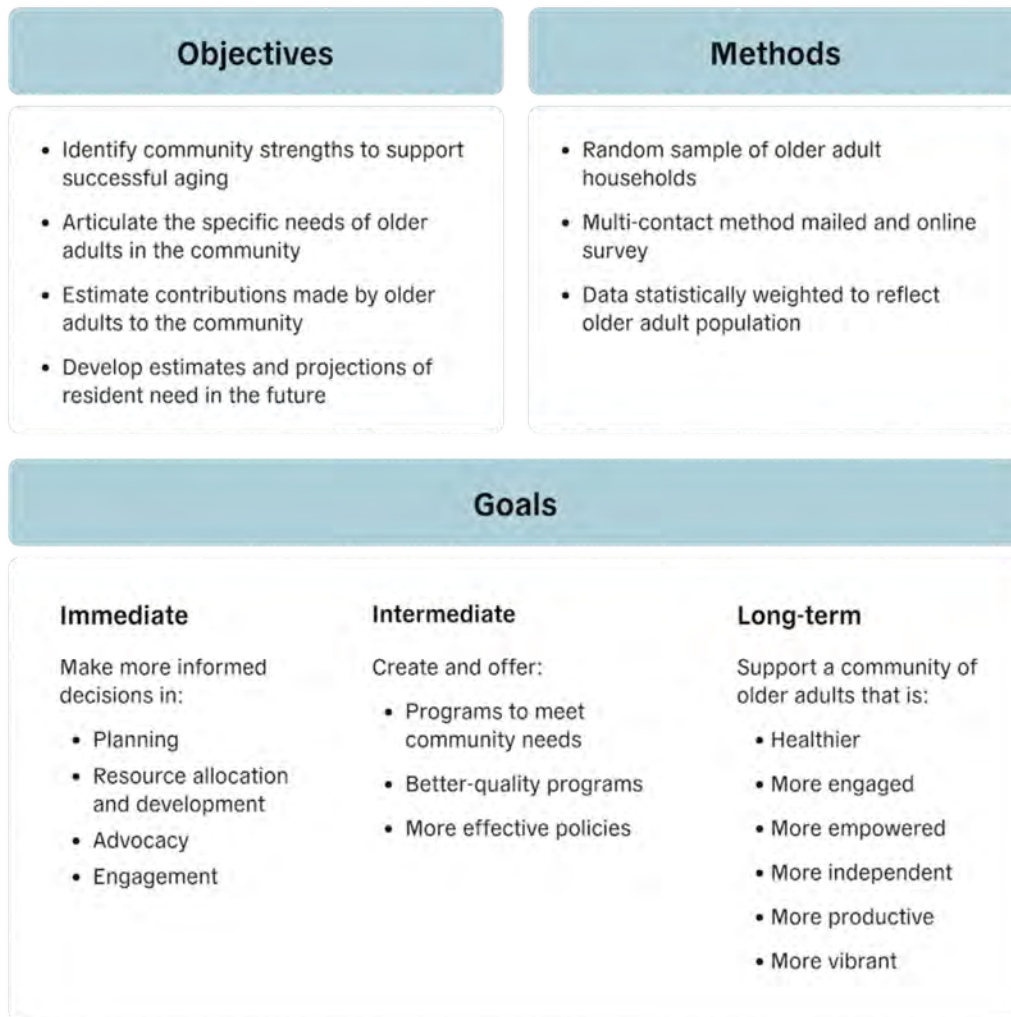 Objectives
• Identify community strengths to support
successful aging
• Articulate the specific needs of older
adults in the community
• Estimate contributions made by older
adults to the community
• Develop estimates and projections of
resident need in the future
Methods
• Random sample of older adult
households
• Multi-contact method mailed and online
survey
• Data statistically weighted to reflect
older adult population
Goals
Immediate
Make more informed
decisions in:
• Planning
• Resource allocation
and development
• Advocacy
• Engagement
Intermediate
Create and offer:
• Programs to meet
community needs
• Better-quality programs
• More effective policies
Long-term
Support a community of
older adults that is:
• Healthier
• More engaged
• More empowered
• More independent
• More productive
• More vibrant